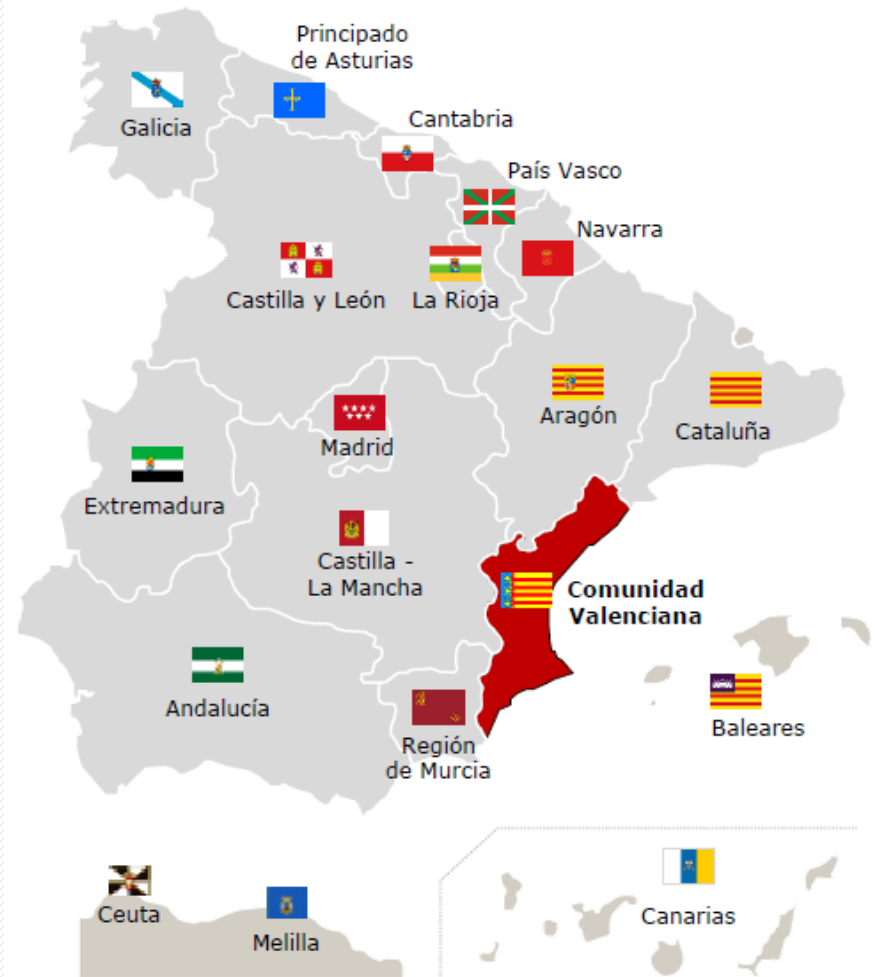 Principado
de Asturias
Galicia
Cantabria
País Vasco
Navarra
Castilla y León
La Rioja
Aragón
Cataluña
Madrid
Extremadura
Castilla -
La Mancha
Comunidad
Valenciana
Andalucía
Región
de Murcia
Baleares
Ceuta
Melilla
Canarias